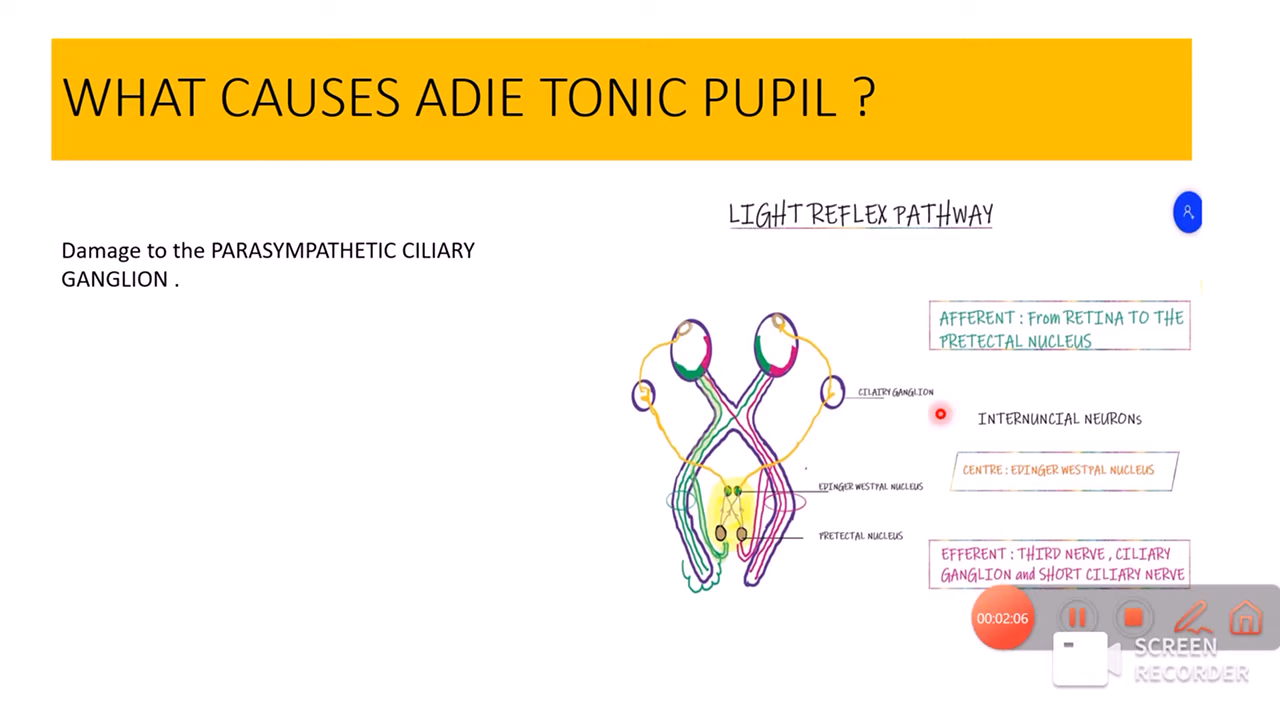 WHAT CAUSES ADIE TONIC PUPIL ?
Damage to the PARASYMPATHETIC CILIARY
GANGLION .
LIGHT REFLEX PATHWAY
AFFERENT : From RETINA TO THE
PRETECTAL NUCLEUS
CILAIRY GANGLION
INTERNUNCIAL NEURONs
CENTRE : EDINGER WESTPAL NUCLEUS
EDINGER WESTPAL NUCLEUS
PRETECTAL NUCLEUS
EFFERENT : THIRD NERVE , CILIARY
GANGLION and SHORT CILIARY NERVE
00:02:06
SCREEN
RECORDER